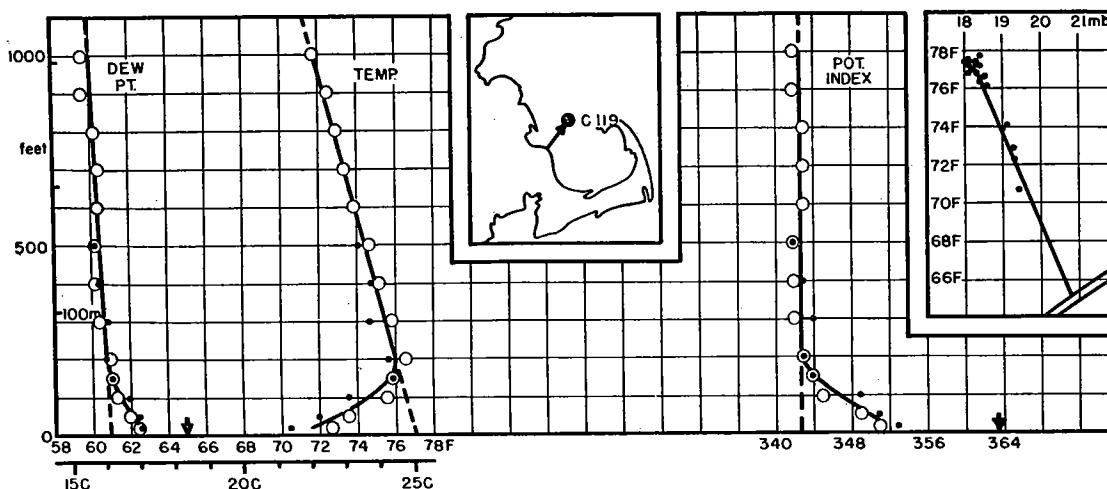 1000
feet
500
100m
0
DEW
PT.
TEMP.
C 119
POT.
INDEX
18 19 20 21mb
78F
76F
74F
72F
70F
68F
66F
58 60 62 64 66 68 70 72 74 76 78F
340 348 356 364
15C 20C 25C